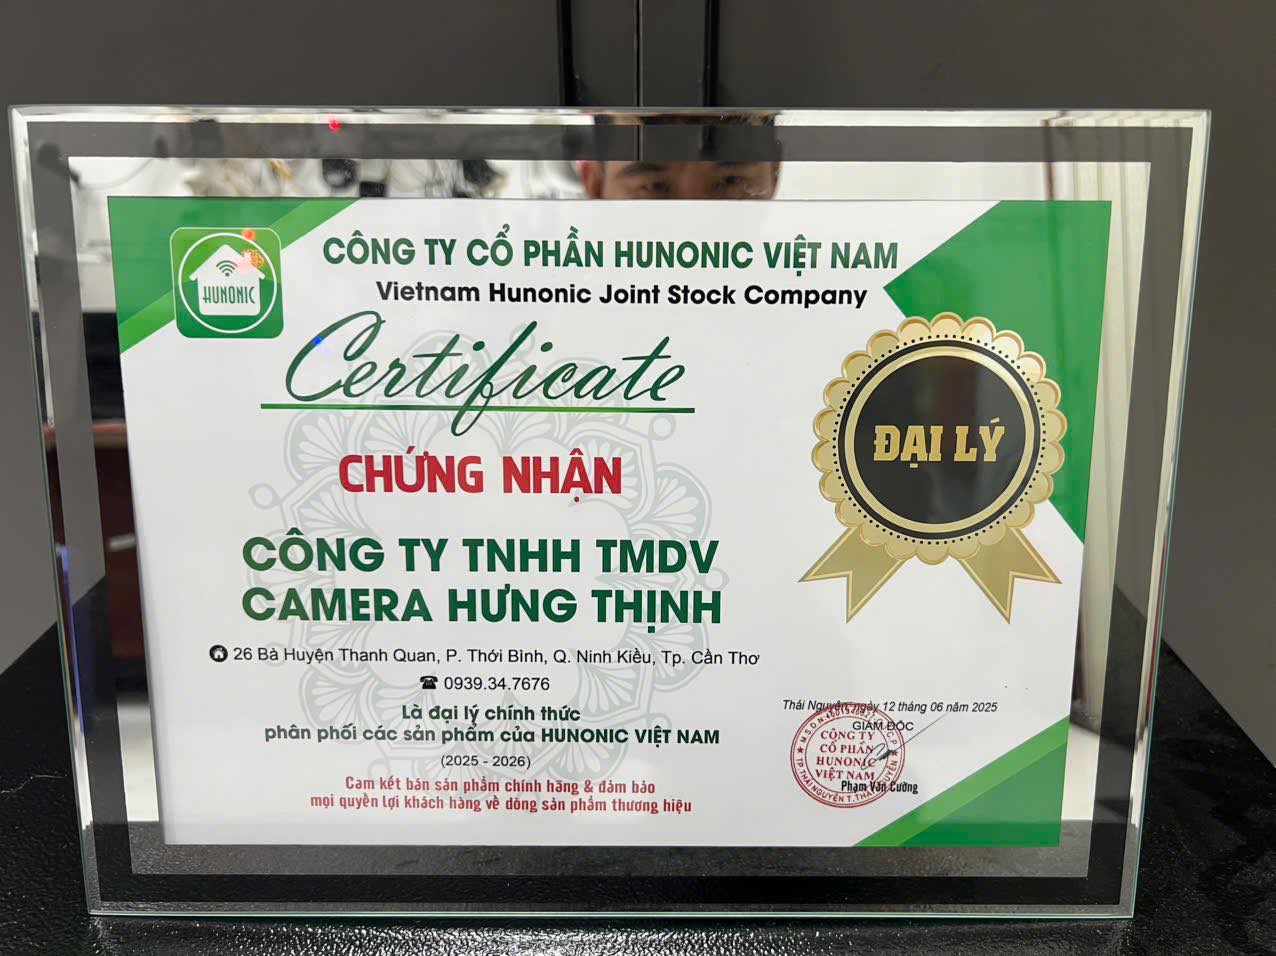 CÔNG TY CỔ PHẦN HUNONIC VIỆT NAM
Vietnam Hunonic Joint Stock Company
HUNONIC
Certificate
CHỨNG NHẬN
ĐẠI LÝ
CÔNG TY TNHH TMDV
CAMERA HƯNG THỊNH
26 Bà Huyện Thanh Quan, P. Thới Bình, Q. Ninh Kiều, Tp. Cần Thơ
0939.34.7676
Là đại lý chính thức
phân phối các sản phẩm của HUNONIC VIỆT NAM
(2025 - 2026)
Cam kết bán sản phẩm chính hãng & đảm bảo
mọi quyền lợi khách hàng về dòng sản phẩm thương hiệu
Thái Nguyên, ngày 12 tháng 06 năm 2025
GIÁM ĐỐC
CÔNG TY
CỔ PHẦN
HUNONIC
VIỆT NAM
Phạm Văn Cường